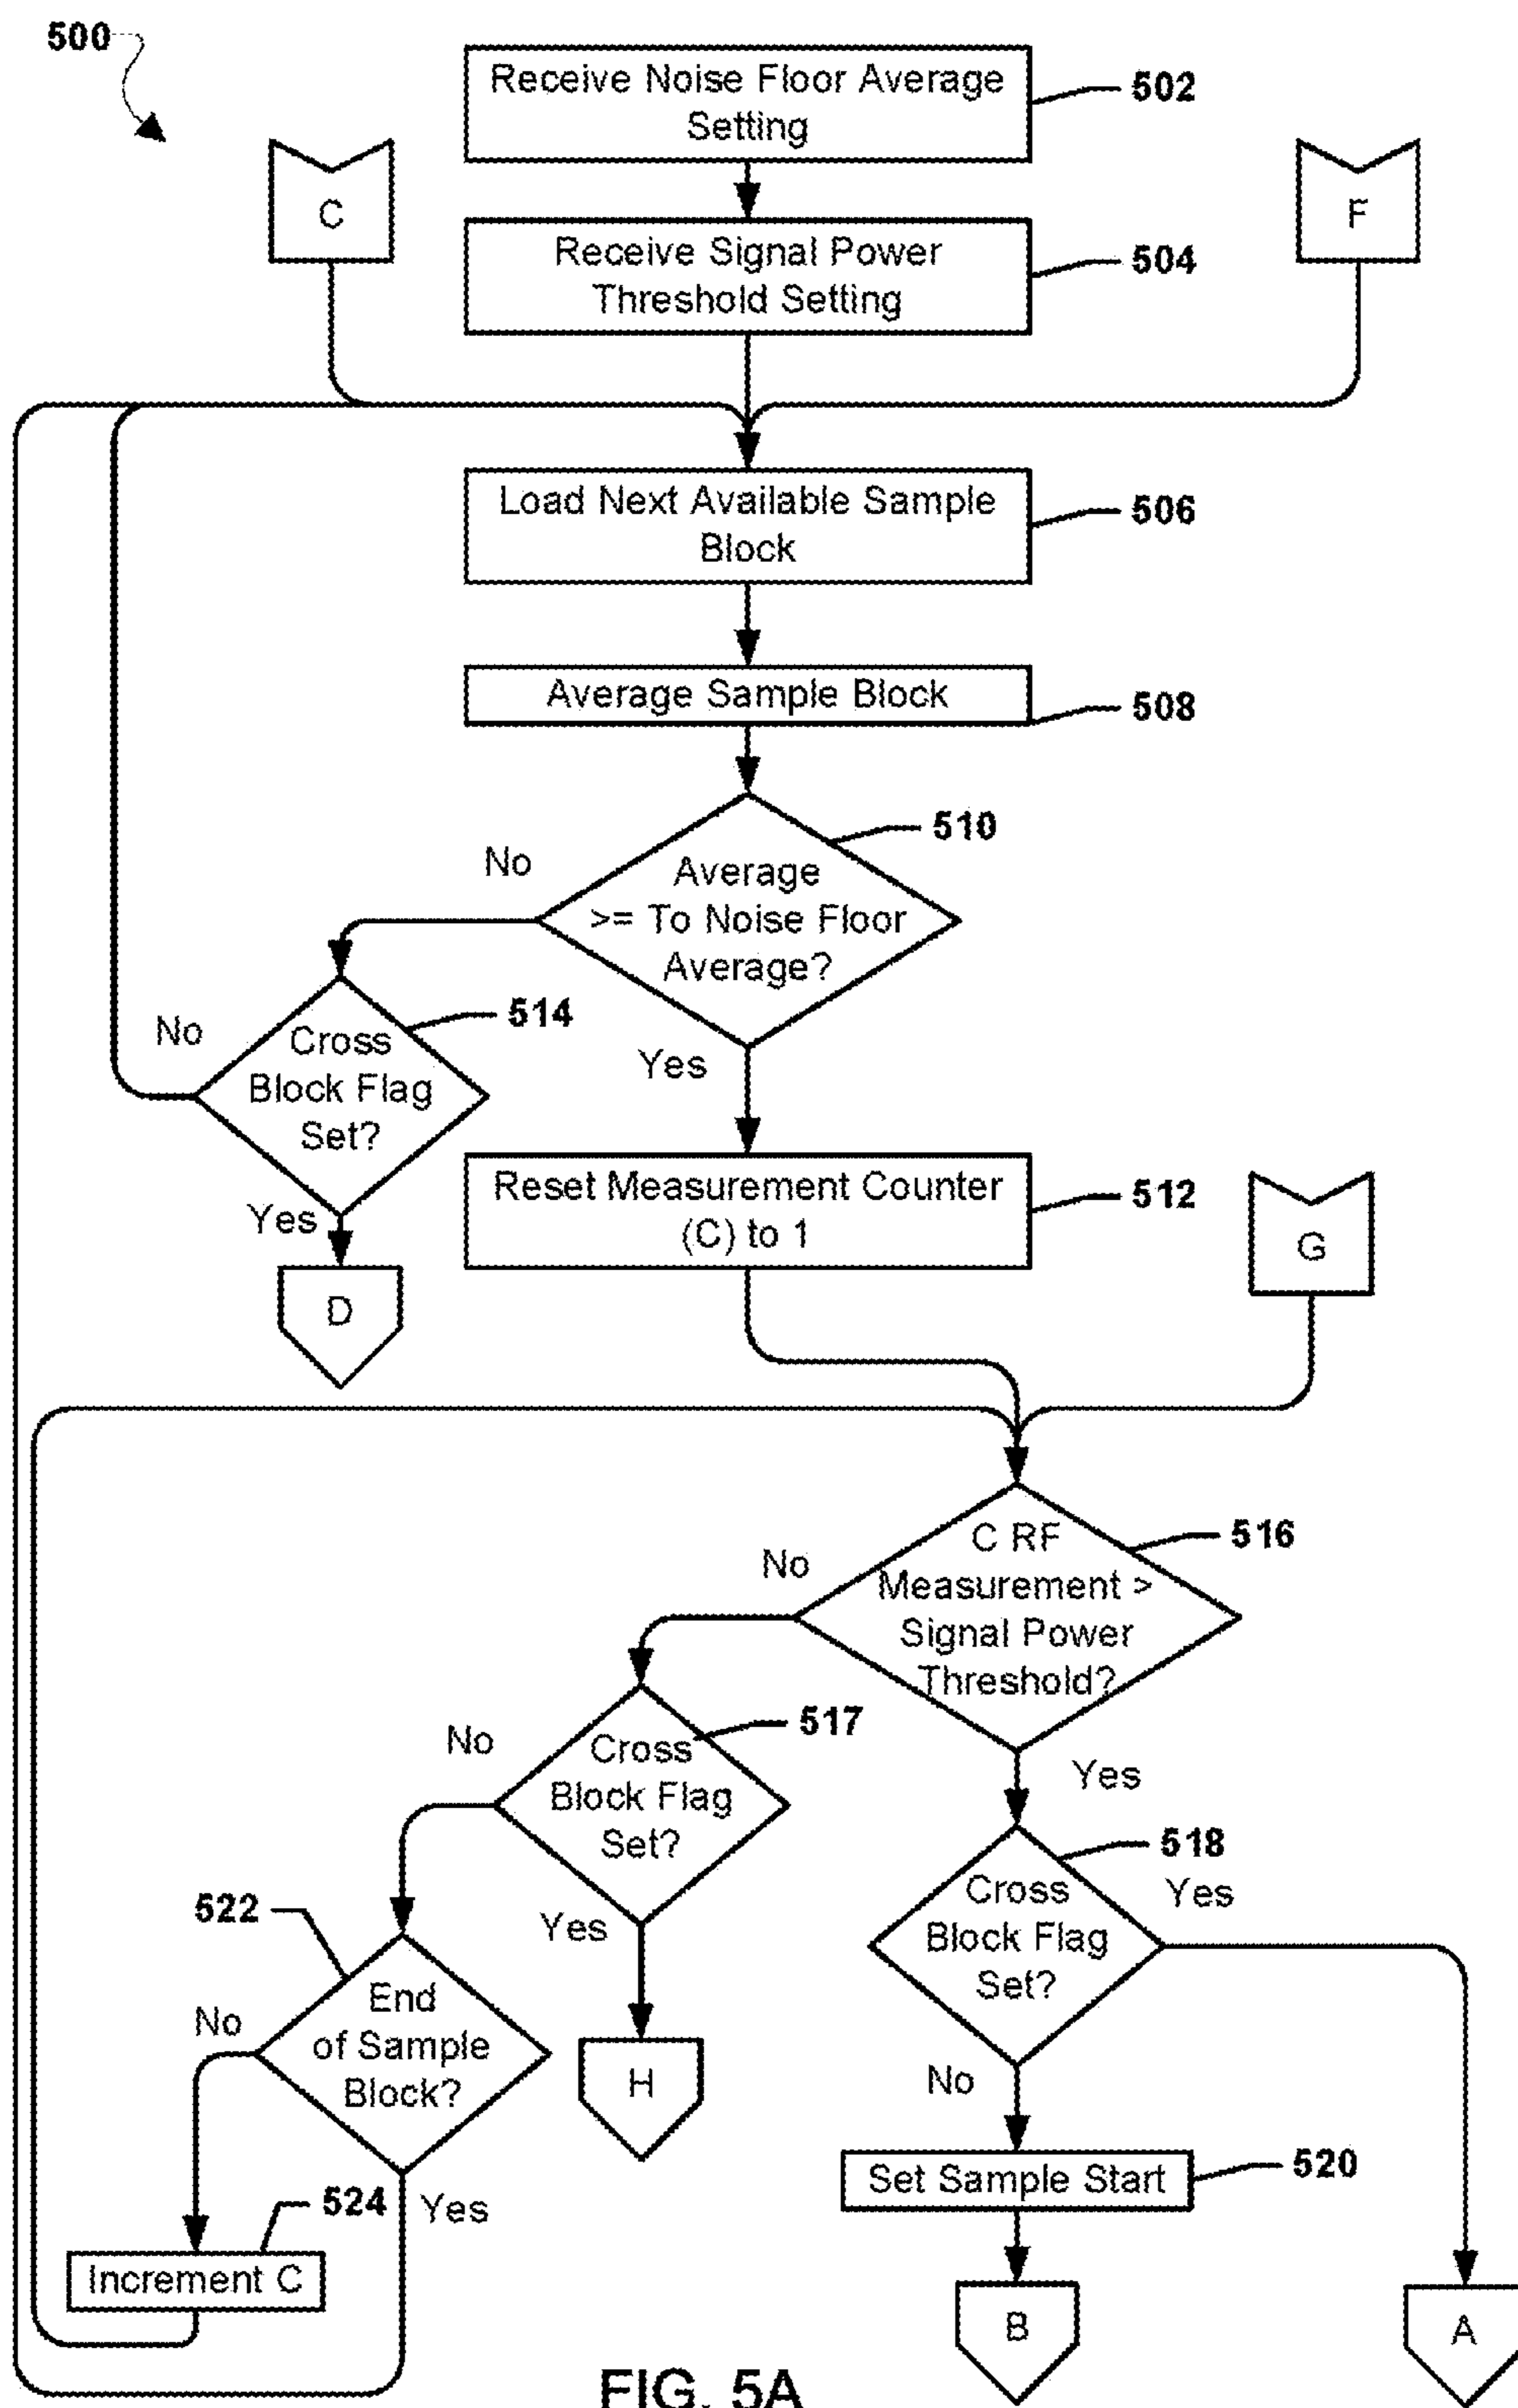 500
Receive Noise Floor Average
Setting
502
C
F
Receive Signal Power
Threshold Setting
504
Load Next Available Sample
Block
506
Average Sample Block
508
510
No
Average
>= To Noise Floor
Average?
514
No
Cross
Block Flag
Set?
Yes
Yes
Reset Measurement Counter
(C) to 1
512
G
D
C RF
Measurement >
Signal Power
Threshold?
516
No
517
No
Cross
Block Flag
Set?
Yes
Yes
518
Cross
Block Flag
Set?
Yes
522
End
of Sample
Block?
No
H
No
Set Sample Start
520
524
Yes
Increment C
B
A
FIG. 5A